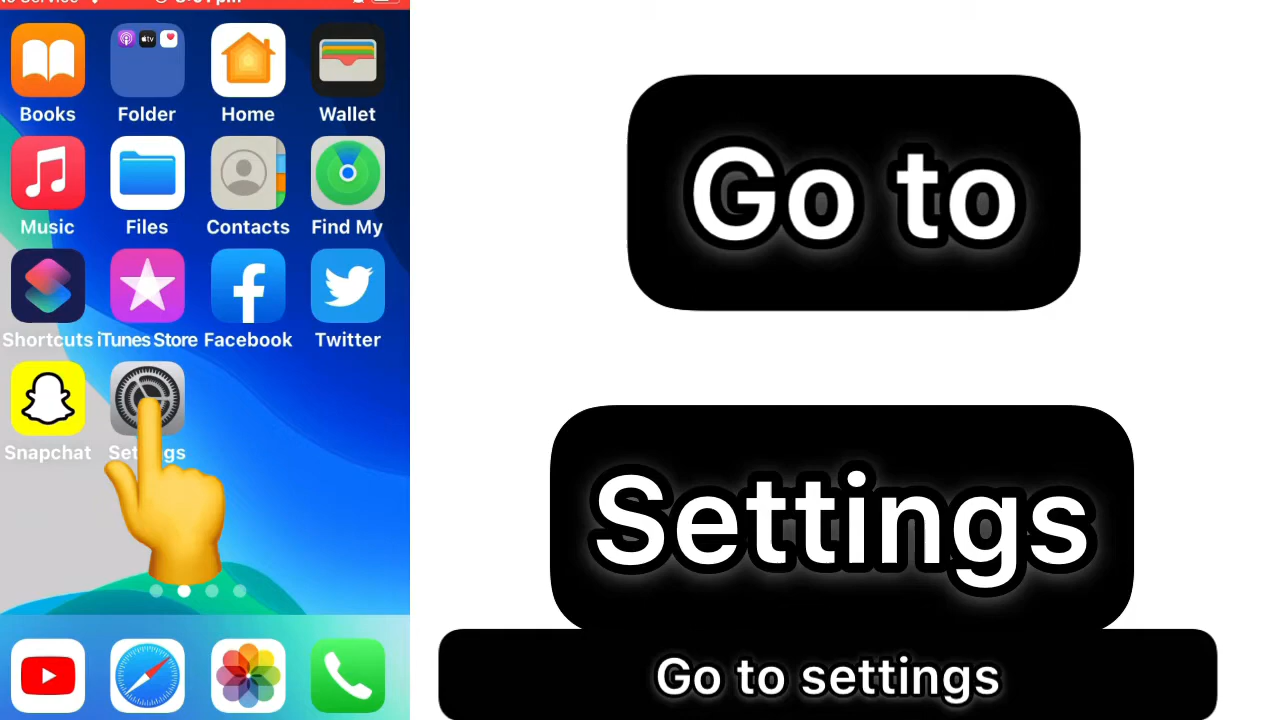 Books
Folder
Home
Wallet
Music
Files
Contacts
Find My
Shortcuts
iTunes Store
Facebook
Twitter
Snapchat
Go to
Settings
Go to settings